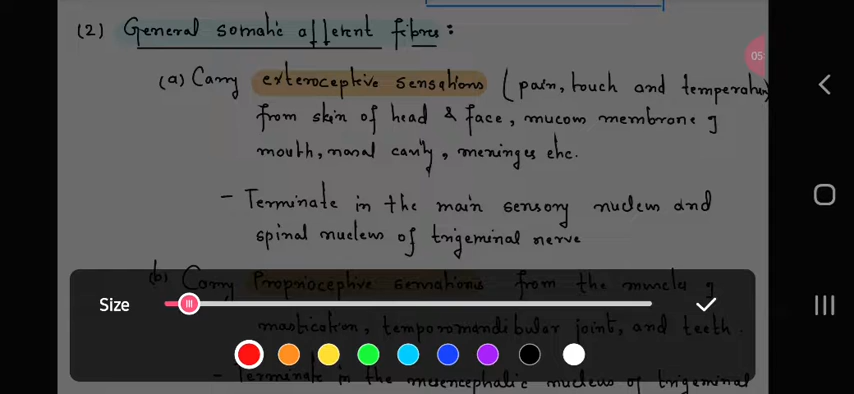 (2) General somatic afferent fibres :
05
(a) Carry exteroceptive sensations (pain, touch and temperatur
from skin of head & face, mucous membrane of
mouth, nasal cavity, meninges etc.
- Terminate in the main sensory nucleus and
spinal nucleus of trigeminal nerve
(b) Carry Proprioceptive sensations from the muscles of
Size
mastication, temporomandibular joint, and teeth.
- Terminate in the mesencephalic nucleus of trigeminal